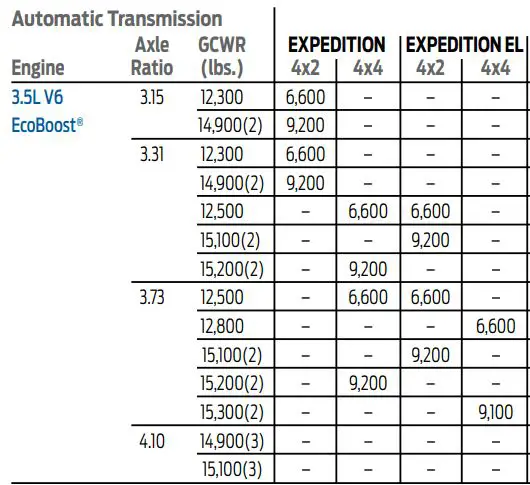 Automatic Transmission
Axle GCWR EXPEDITION EXPEDITION EL
Engine Ratio (lbs.) 4x2 4x4 4x2 4x4
3.5L V6 3.15 12,300 6,600 – – –
EcoBoost® 14,900(2) 9,200 – – –
3.31 12,300 6,600 – – –
14,900(2) 9,200 – – –
12,500 – 6,600 6,600 –
15,100(2) – – 9,200 –
15,200(2) – 9,200 – –
3.73 12,500 – 6,600 6,600 –
12,800 – – – 6,600
15,100(2) – – 9,200 –
15,200(2) – 9,200 – –
15,300(2) – – – 9,100
4.10 14,900(3) – – – –
15,100(3) – – – –